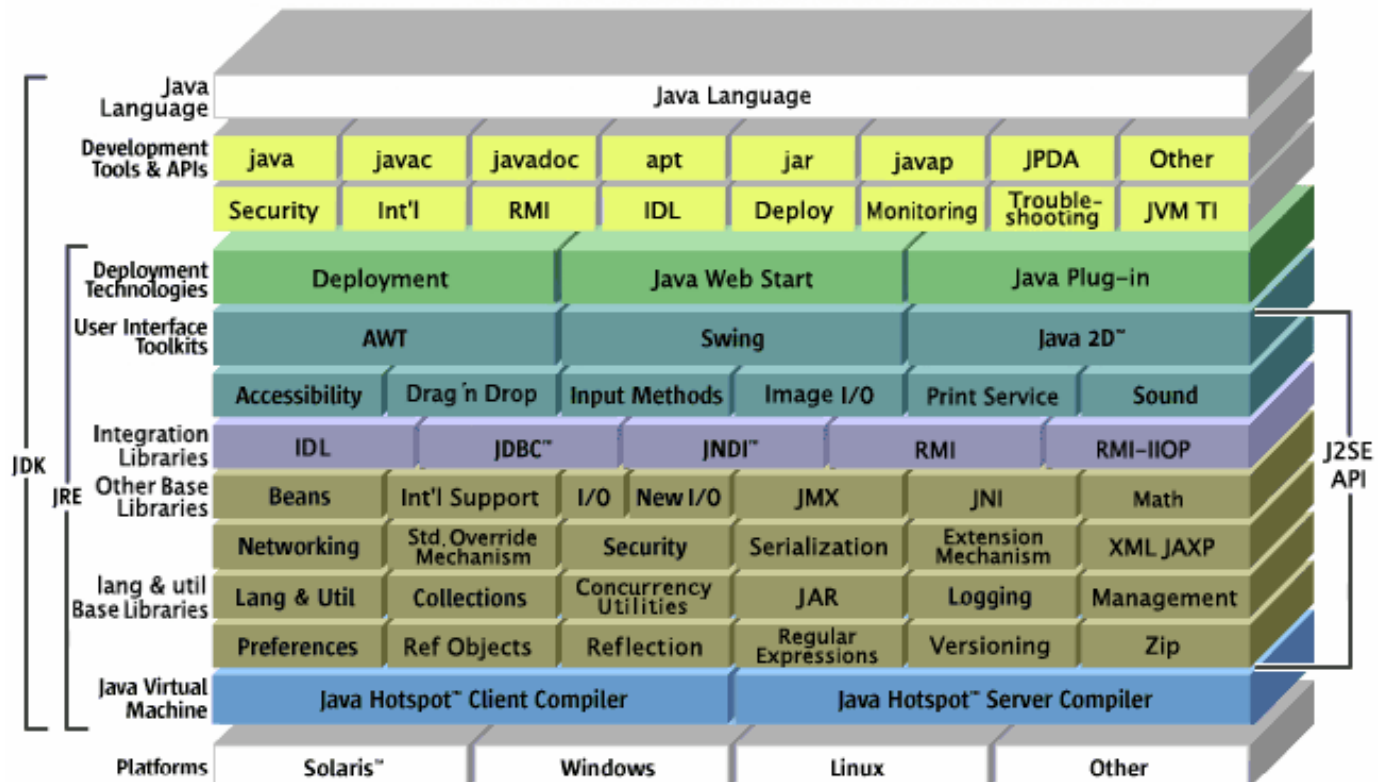 Java
Language
Java Language
Development
Tools & APIs
java
javac
javadoc
apt
jar
javap
JPDA
Other
Security
Int'l
RMI
IDL
Deploy
Monitoring
Trouble-
shooting
JVM TI
Deployment
Technologies
Deployment
Java Web Start
Java Plug-in
User Interface
Toolkits
AWT
Swing
Java 2D™
Accessibility
Drag 'n Drop
Input Methods
Image I/O
Print Service
Sound
Integration
Libraries
IDL
JDBC™
JNDI™
RMI
RMI-IIOP
JDK
JRE
J2SE
API
Other Base
Libraries
Beans
Int'l Support
I/O
New I/O
JMX
JNI
Math
Networking
Std. Override
Mechanism
Security
Serialization
Extension
Mechanism
XML JAXP
lang & util
Base Libraries
Lang & Util
Collections
Concurrency
Utilities
JAR
Logging
Management
Preferences
Ref Objects
Reflection
Regular
Expressions
Versioning
Zip
Java Virtual
Machine
Java Hotspot™ Client Compiler
Java Hotspot™ Server Compiler
Platforms
Solaris™
Windows
Linux
Other